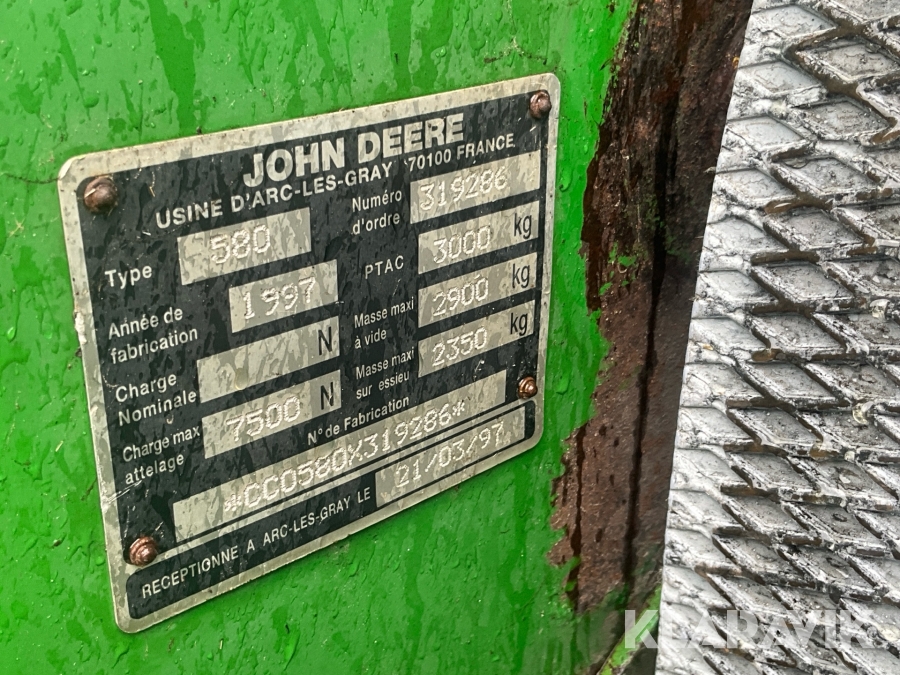 JOHN DEERE
USINE D'ARC-LES-GRAY 70100 FRANCE
Type 580
Numéro d'ordre 319286
Année de fabrication 1997
PTAC 3000 kg
Charge Nominale N
Masse maxi à vide 2900 kg
Charge max attelage 7500 N
Masse maxi sur essieu 2350 kg
N° de Fabrication
*CC0580X319286*
RECEPTIONNE A ARC-LES-GRAY LE 21/03/97
KLARAVIK